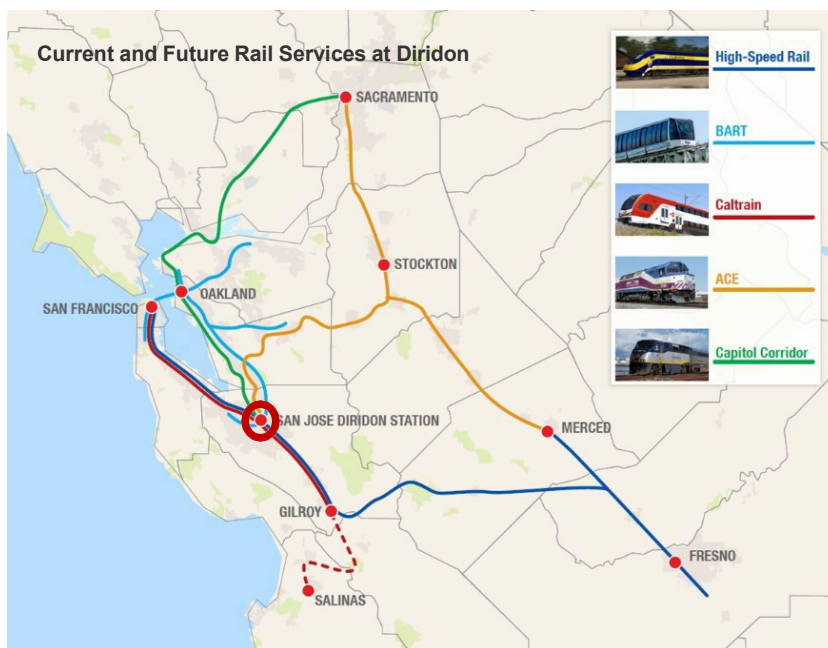 Current and Future Rail Services at Diridon
High-Speed Rail
BART
Caltrain
ACE
Capitol Corridor
SACRAMENTO
STOCKTON
OAKLAND
SAN FRANCISCO
SAN JOSE DIRIDON STATION
MERCED
GILROY
FRESNO
SALINAS